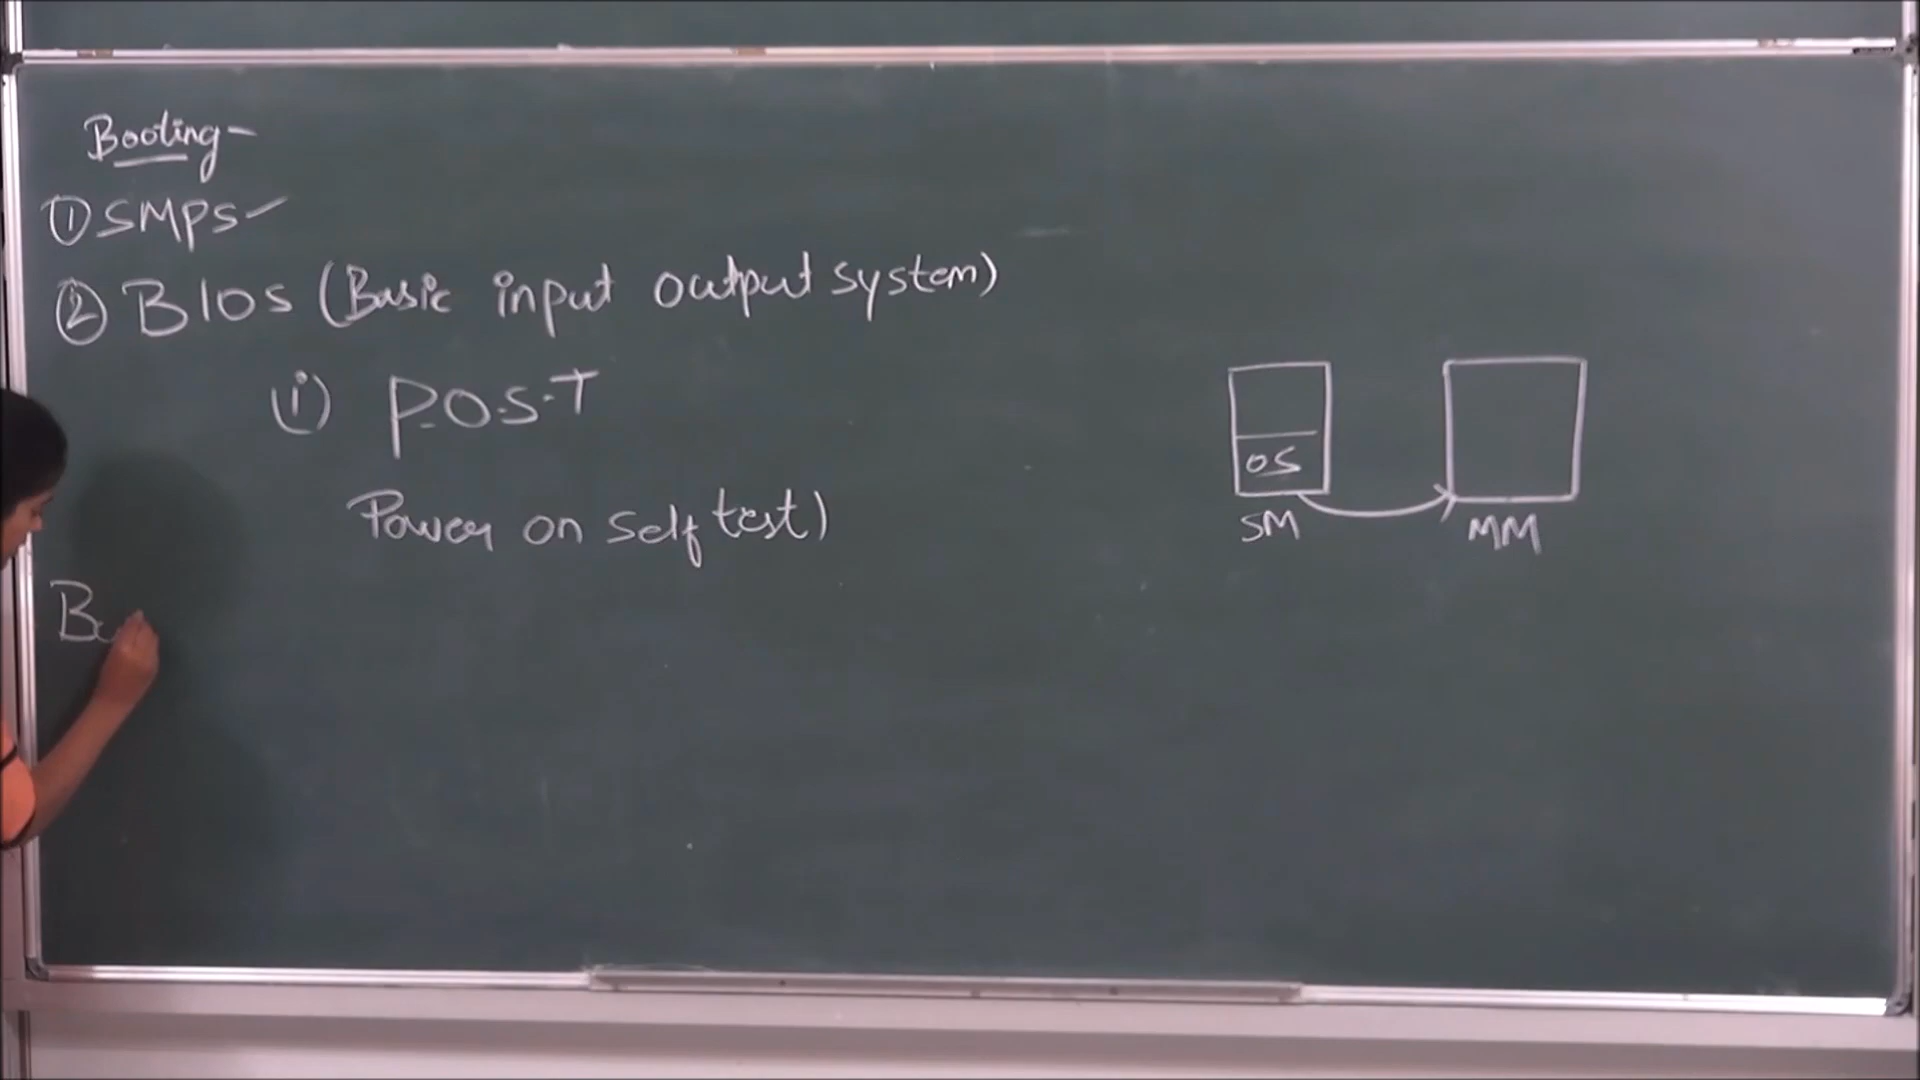 Booting-
① SMPS-
② BIOS (Basic input output system)
i) P.O.S.T
Power on Self test)
OS
SM
MM